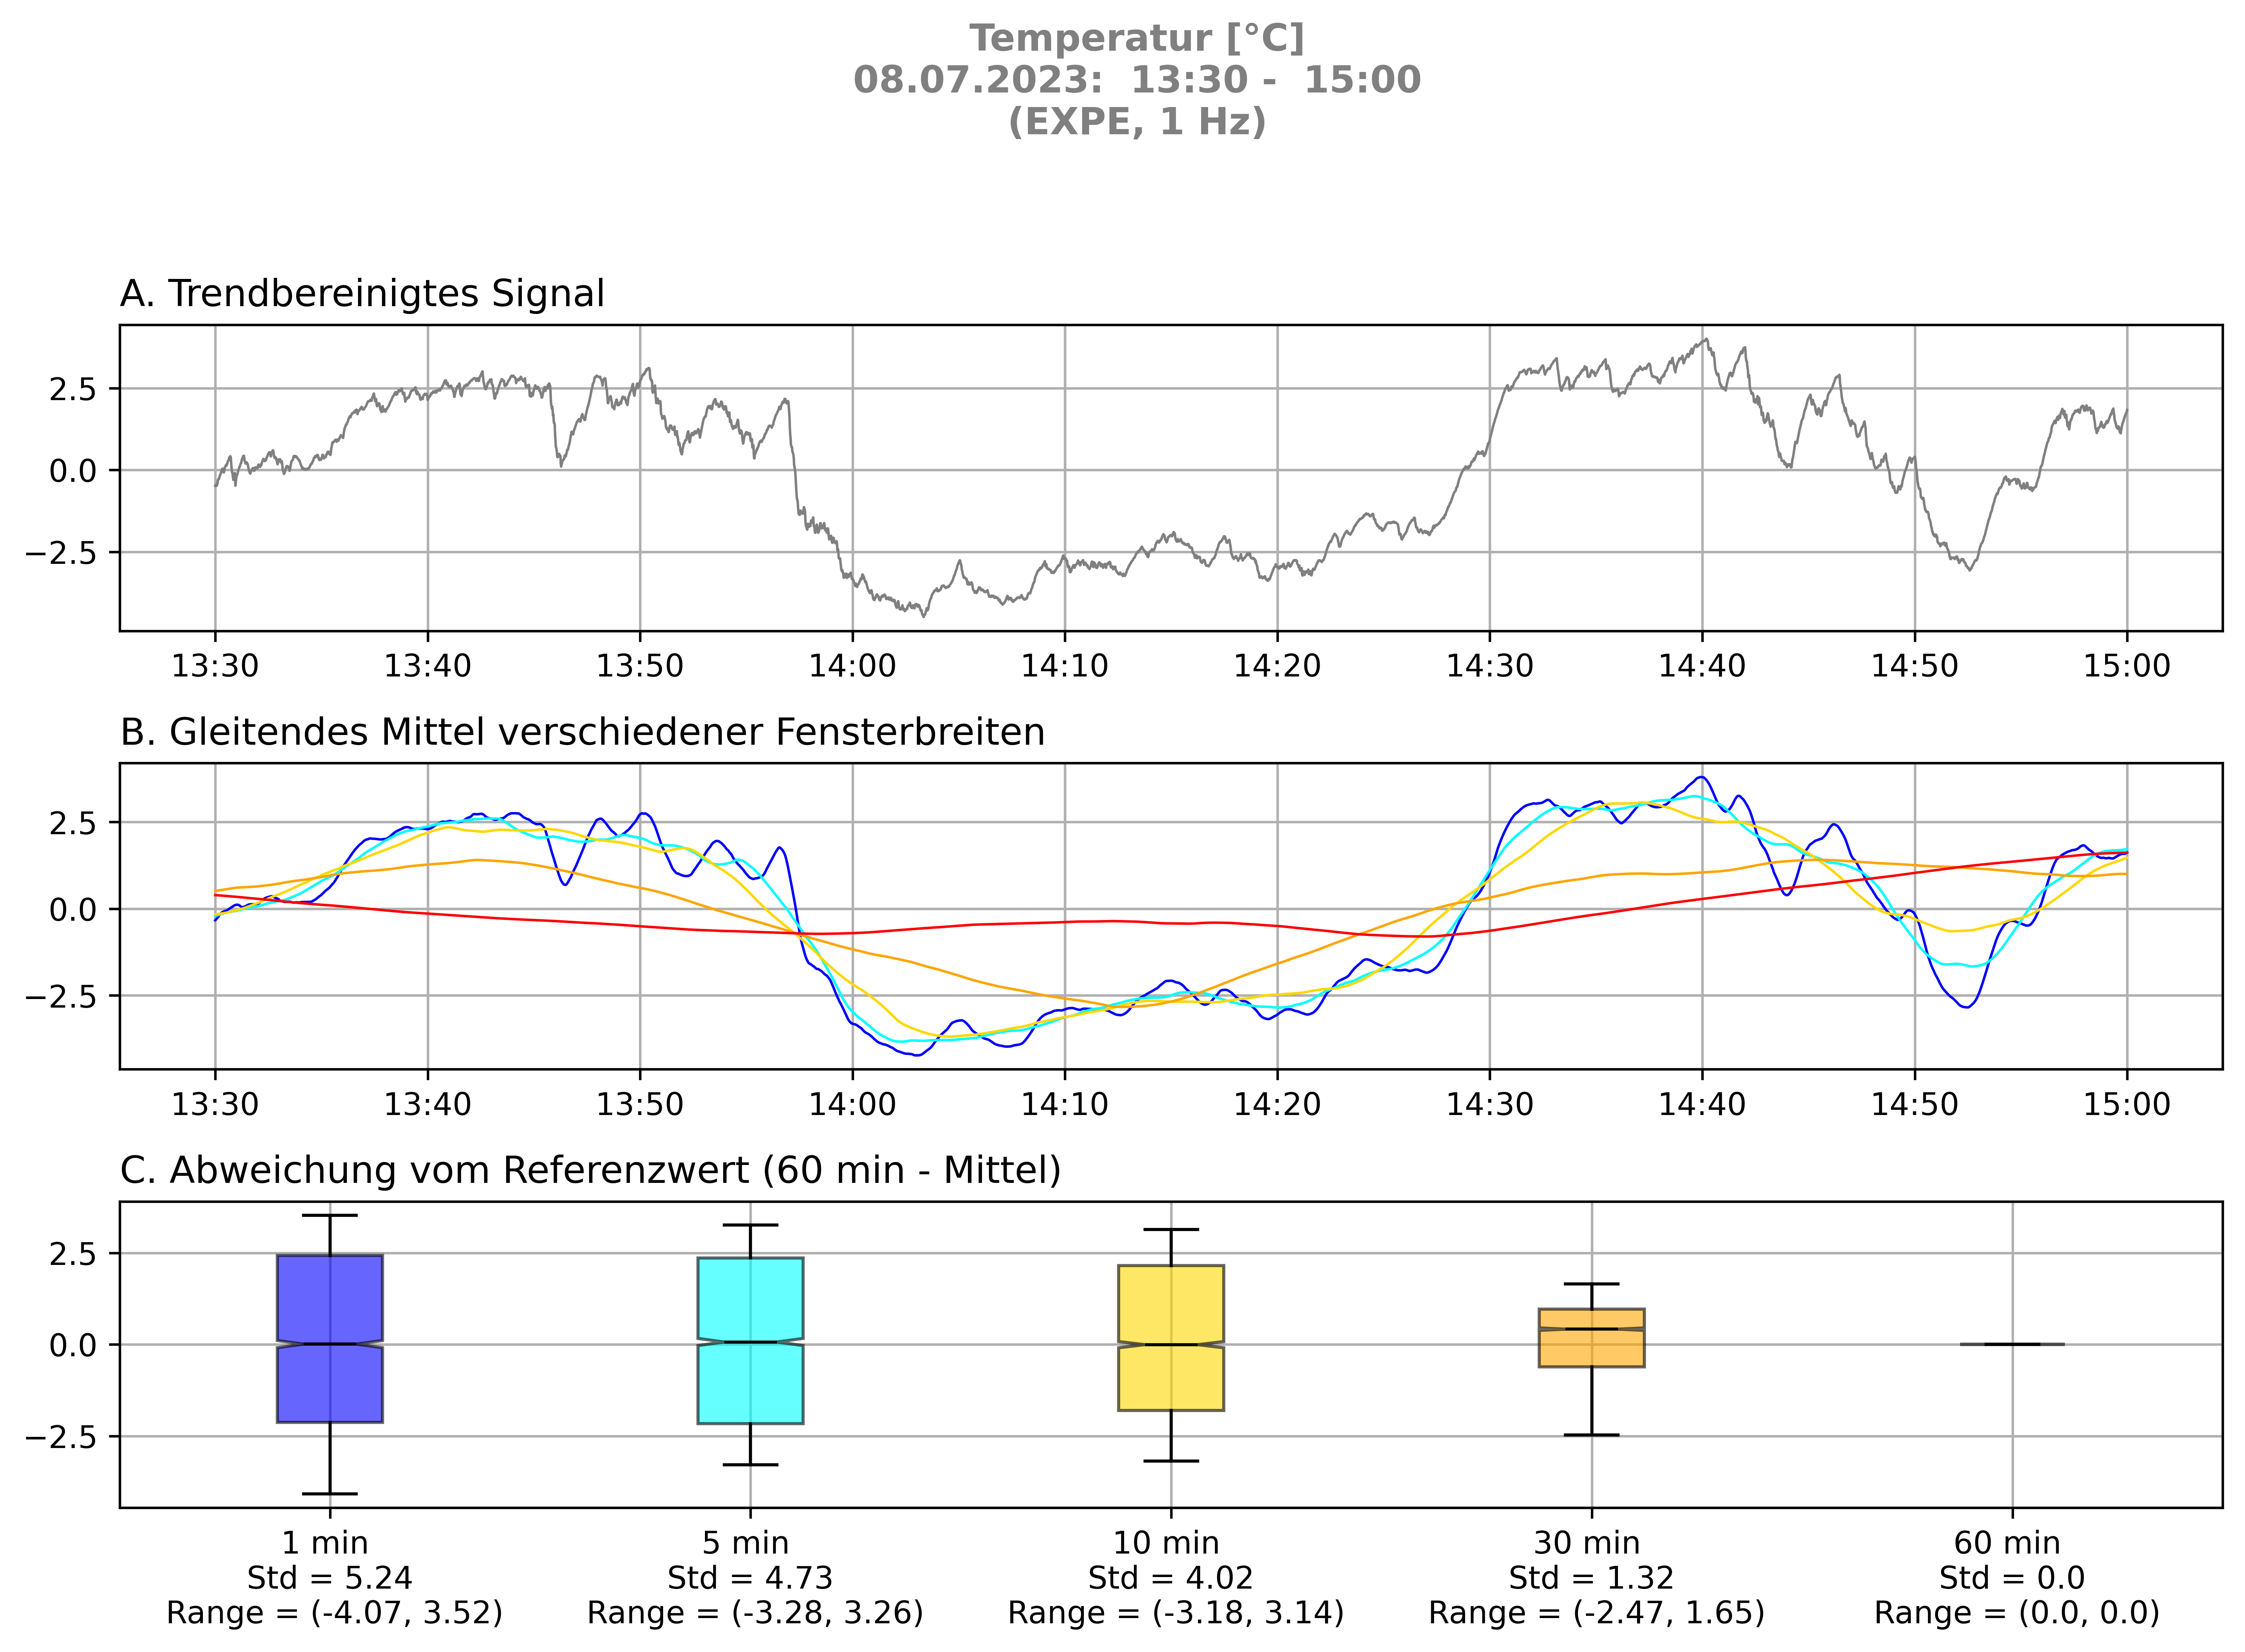 Temperatur [°C]
08.07.2023:  13:30 -  15:00
(EXPE, 1 Hz)
A. Trendbereinigtes Signal
2.5
0.0
−2.5
13:30 13:40 13:50 14:00 14:10 14:20 14:30 14:40 14:50 15:00
B. Gleitendes Mittel verschiedener Fensterbreiten
2.5
0.0
−2.5
13:30 13:40 13:50 14:00 14:10 14:20 14:30 14:40 14:50 15:00
C. Abweichung vom Referenzwert (60 min - Mittel)
2.5
0.0
−2.5
1 min 5 min 10 min 30 min 60 min
Std = 5.24 Std = 4.73 Std = 4.02 Std = 1.32 Std = 0.0
Range = (-4.07, 3.52) Range = (-3.28, 3.26) Range = (-3.18, 3.14) Range = (-2.47, 1.65) Range = (0.0, 0.0)